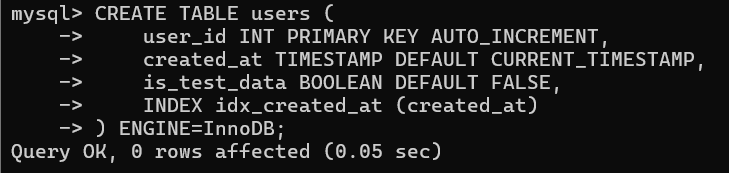 mysql> CREATE TABLE users (
    ->     user_id INT PRIMARY KEY AUTO_INCREMENT,
    ->     created_at TIMESTAMP DEFAULT CURRENT_TIMESTAMP,
    ->     is_test_data BOOLEAN DEFAULT FALSE,
    ->     INDEX idx_created_at (created_at)
    -> ) ENGINE=InnoDB;
Query OK, 0 rows affected (0.05 sec)